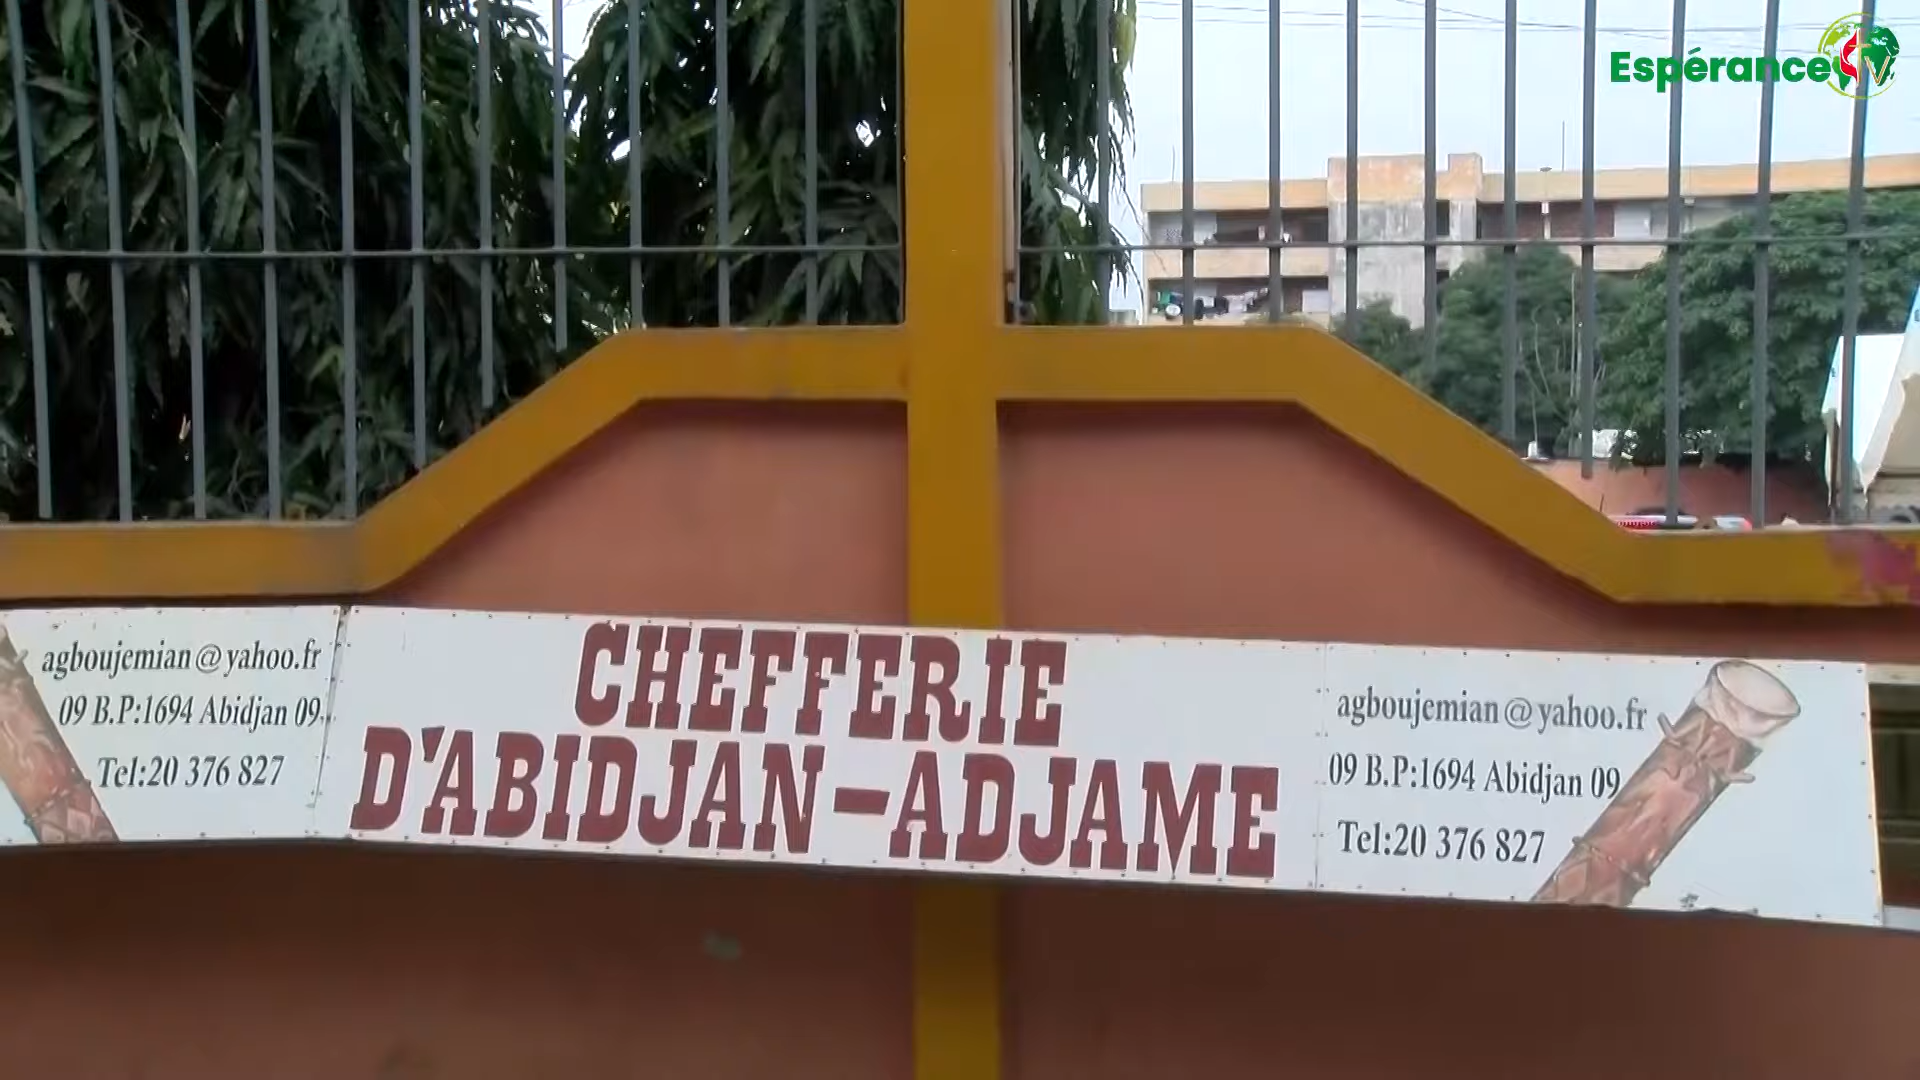 Espérance TV
agboujemian@yahoo.fr
09 B.P:1694 Abidjan 09
Tel:20 376 827
CHEFFERIE
D'ABIDJAN-ADJAME
agboujemian@yahoo.fr
09 B.P:1694 Abidjan 09
Tel:20 376 827